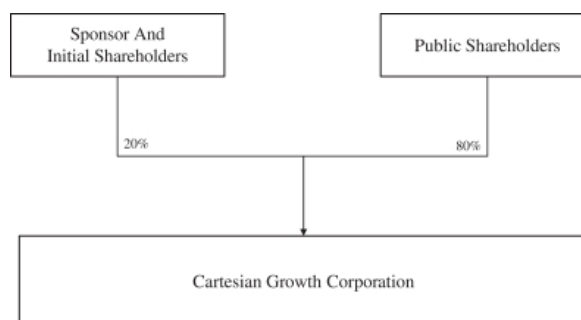 Sponsor And
Initial Shareholders
Public Shareholders
20%
80%
Cartesian Growth Corporation